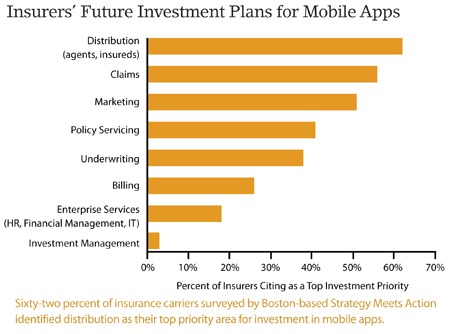 Insurers' Future Investment Plans for Mobile Apps
Distribution
(agents, insureds)
Claims
Marketing
Policy Servicing
Underwriting
Billing
Enterprise Services
(HR, Financial Management, IT)
Investment Management
0% 10% 20% 30% 40% 50% 60% 70%
Percent of Insurers Citing as a Top Investment Priority
Sixty-two percent of insurance carriers surveyed by Boston-based Strategy Meets Action
identified distribution as their top priority area for investment in mobile apps.